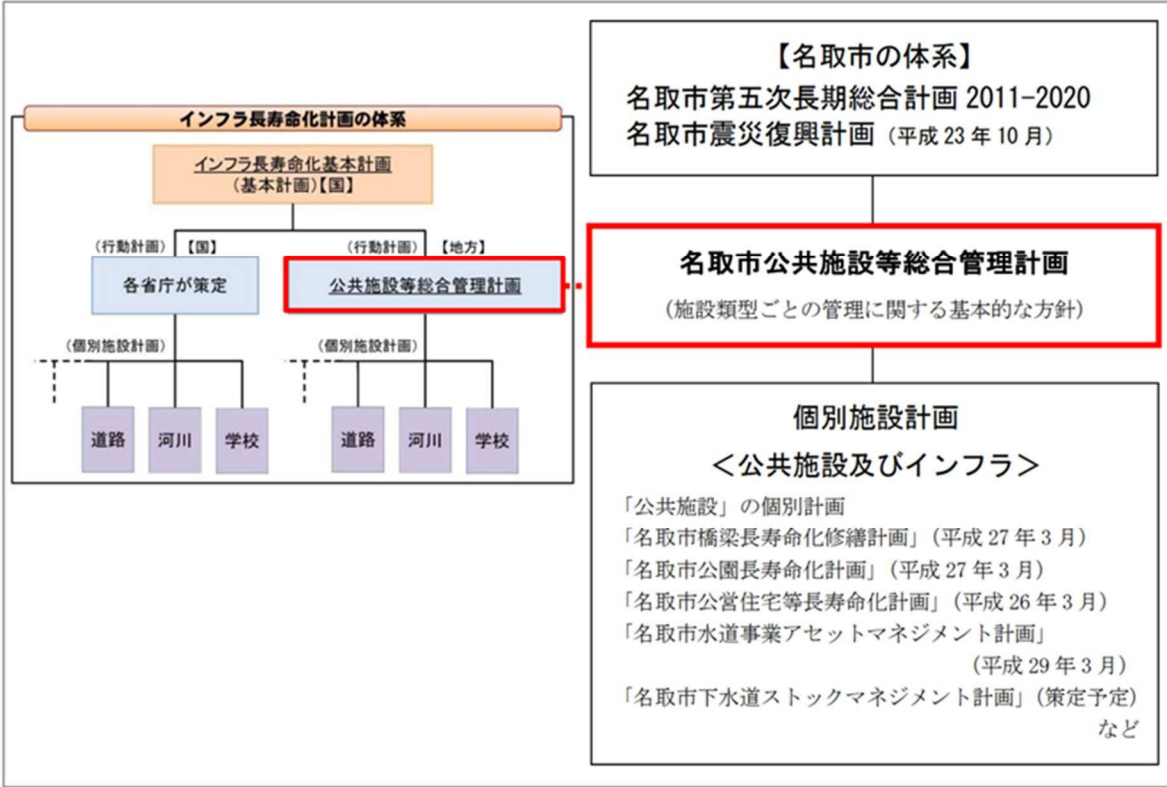 インフラ長寿命化計画の体系
インフラ長寿命化基本計画
(基本計画)【国】
(行動計画) 【国】
(行動計画) 【地方】
各省庁が策定
公共施設等総合管理計画
(個別施設計画)
(個別施設計画)
道路
河川
学校
道路
河川
学校
【名取市の体系】
名取市第五次長期総合計画 2011-2020
名取市震災復興計画（平成 23 年 10 月）
名取市公共施設等総合管理計画
(施設類型ごとの管理に関する基本的な方針)
個別施設計画
＜公共施設及びインフラ＞
「公共施設」の個別計画
「名取市橋梁長寿命化修繕計画」（平成 27 年 3 月）
「名取市公園長寿命化計画」（平成 27 年 3 月）
「名取市公営住宅等長寿命化計画」（平成 26 年 3 月）
「名取市水道事業アセットマネジメント計画」
（平成 29 年 3 月）
「名取市下水道ストックマネジメント計画」（策定予定）
など